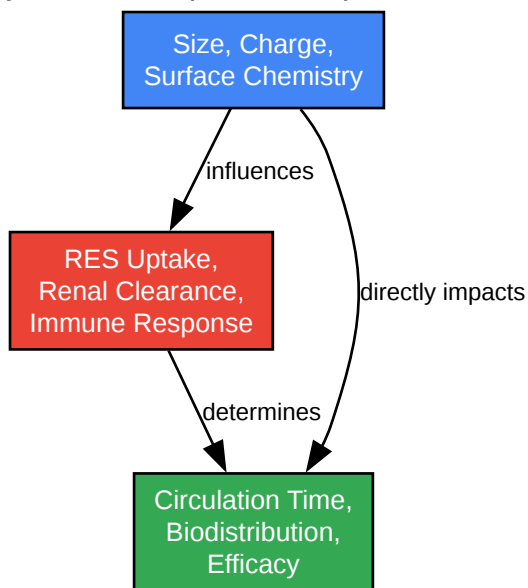 Size, Charge,
Surface Chemistry
influences
RES Uptake,
Renal Clearance,
Immune Response
directly impacts
determines
Circulation Time,
Biodistribution,
Efficacy